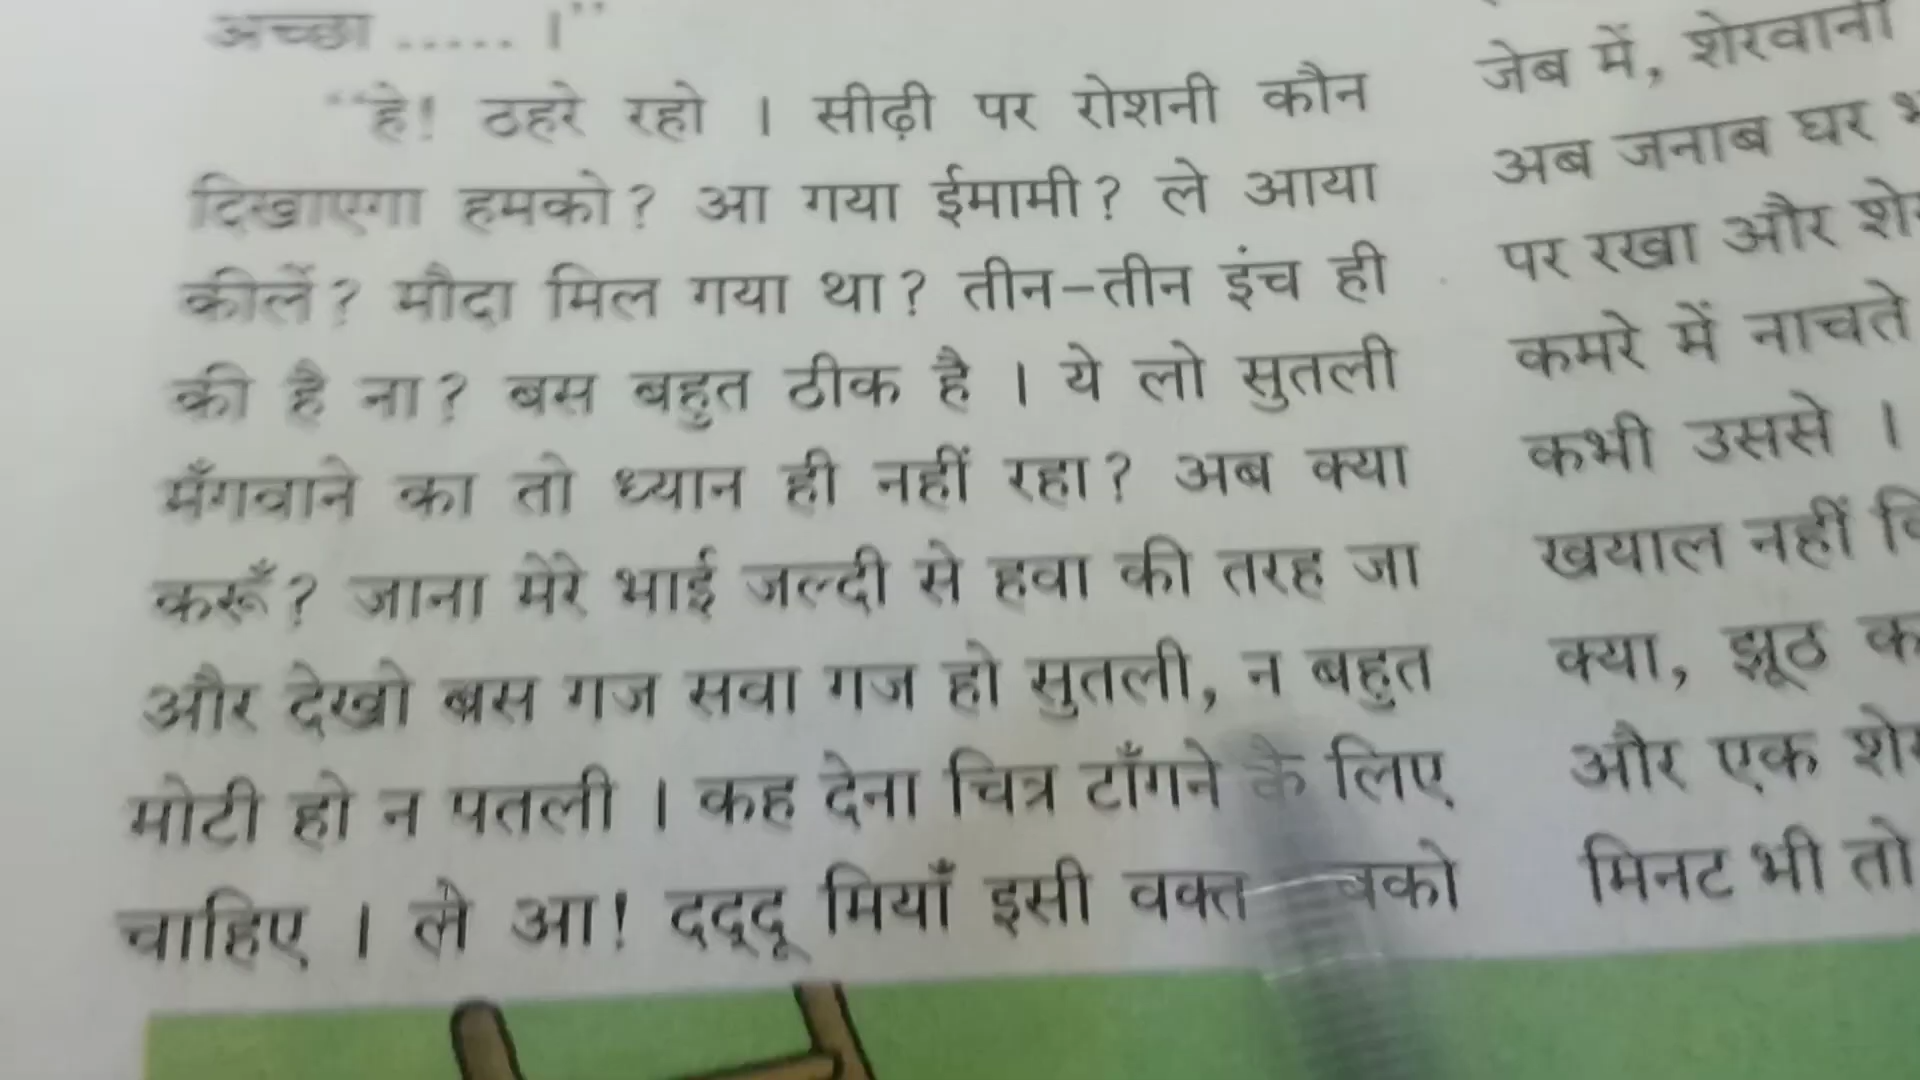 अच्छा ..... ।”
“हे! ठहरे रहो । सीढ़ी पर रोशनी कौन
दिखाएगा हमको? आ गया ईमामी? ले आया
कीलें? मौदा मिल गया था? तीन-तीन इंच ही
की है ना? बस बहुत ठीक है । ये लो सुतली
मँगवाने का तो ध्यान ही नहीं रहा? अब क्या
करूँ? जाना मेरे भाई जल्दी से हवा की तरह जा
और देखो बस गज सवा गज हो सुतली, न बहुत
मोटी हो न पतली । कह देना चित्र टाँगने के लिए
चाहिए । ले आ! दद्दू मियाँ इसी वक्त
जेब में, शेरवानी
अब जनाब घर
पर रखा और
कमरे में नाचते
कभी उससे ।
खयाल नहीं
क्या, झूठ
और एक
मिनट भी तो